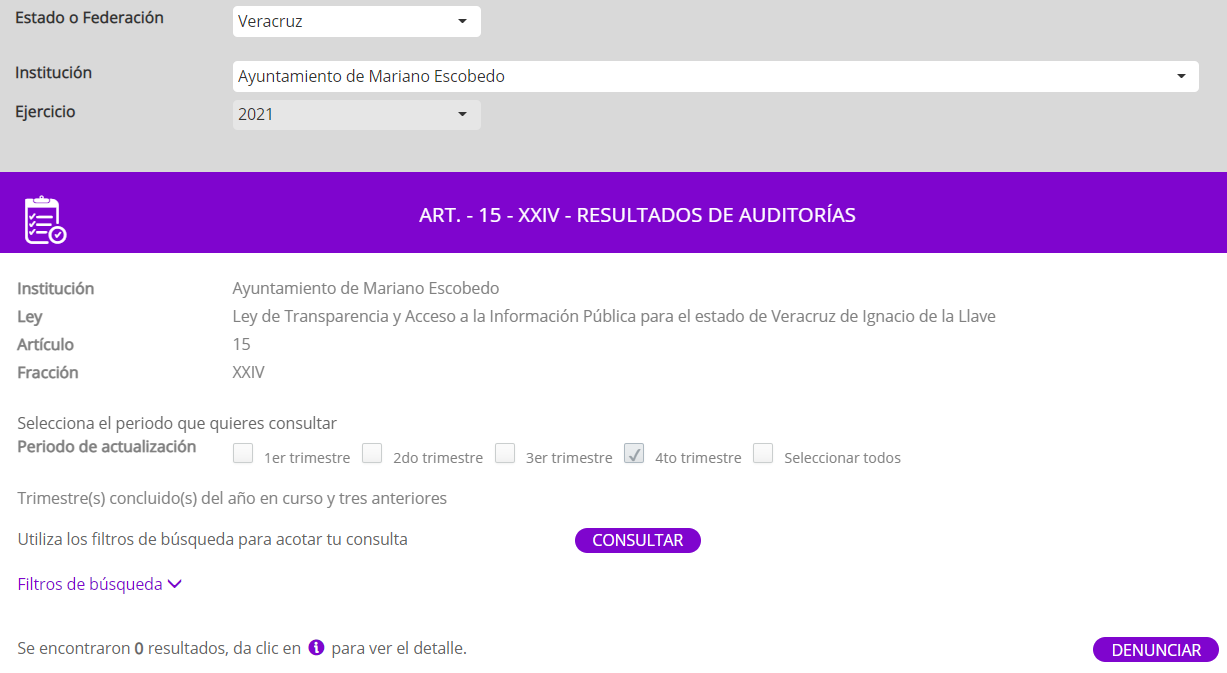 Estado o Federación Veracruz
Institución Ayuntamiento de Mariano Escobedo
Ejercicio 2021
ART. - 15 - XXIV - RESULTADOS DE AUDITORÍAS
Institución Ayuntamiento de Mariano Escobedo
Ley Ley de Transparencia y Acceso a la Información Pública para el estado de Veracruz de Ignacio de la Llave
Artículo 15
Fracción XXIV
Selecciona el periodo que quieres consultar
Periodo de actualización 1er trimestre 2do trimestre 3er trimestre 4to trimestre Seleccionar todos
Trimestre(s) concluido(s) del año en curso y tres anteriores
Utiliza los filtros de búsqueda para acotar tu consulta CONSULTAR
Filtros de búsqueda
Se encontraron 0 resultados, da clic en i para ver el detalle. DENUNCIAR